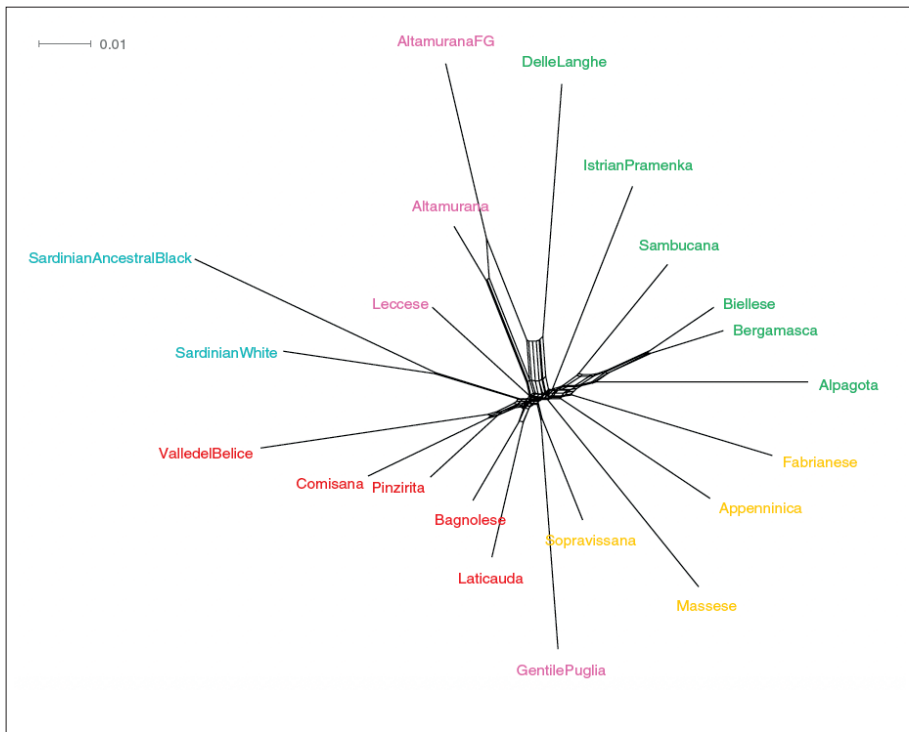 0.01
AltamuranaFG
DelleLanghe
IstrianPramenka
Altamurana
Sambucana
SardinianAncestralBlack
Leccese
Biellese
Bergamasca
SardinianWhite
Alpagota
ValledelBelice
Fabrianese
Comisana
Pinzirita
Appenninica
Bagnolese
Sopravissana
Laticauda
Massese
GentilePuglia